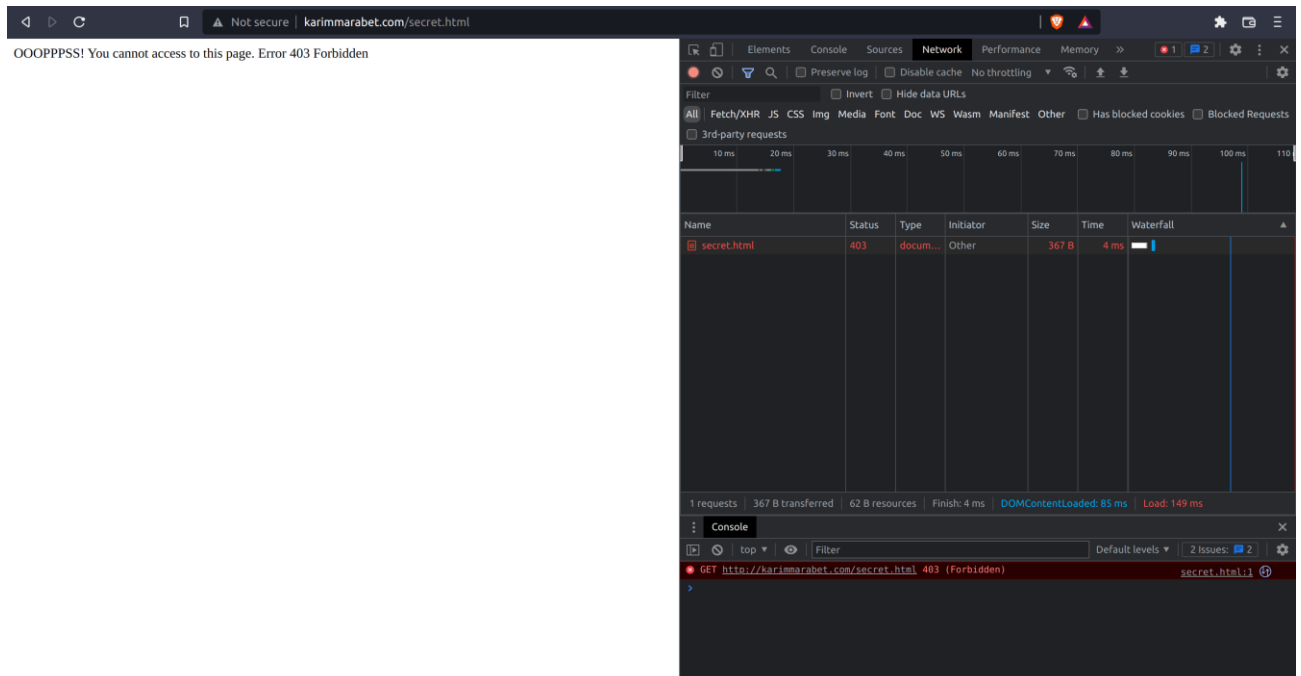 Not secure | karimmarabet.com/secret.html
OOOPPPSS! You cannot access to this page. Error 403 Forbidden
Elements Console Sources Network Performance Memory » 1 2
Preserve log Disable cache No throttling
Filter Invert Hide data URLs
All Fetch/XHR JS CSS Img Media Font Doc WS Wasm Manifest Other Has blocked cookies Blocked Requests
3rd-party requests
10 ms 20 ms 30 ms 40 ms 50 ms 60 ms 70 ms 80 ms 90 ms 100 ms 110
Name Status Type Initiator Size Time Waterfall
secret.html 403 docum... Other 367 B 4 ms
1 requests 367 B transferred 62 B resources Finish: 4 ms DOMContentLoaded: 85 ms Load: 149 ms
Console
top Filter Default levels 2 Issues: 2
GET http://karimmarabet.com/secret.html 403 (Forbidden) secret.html:1